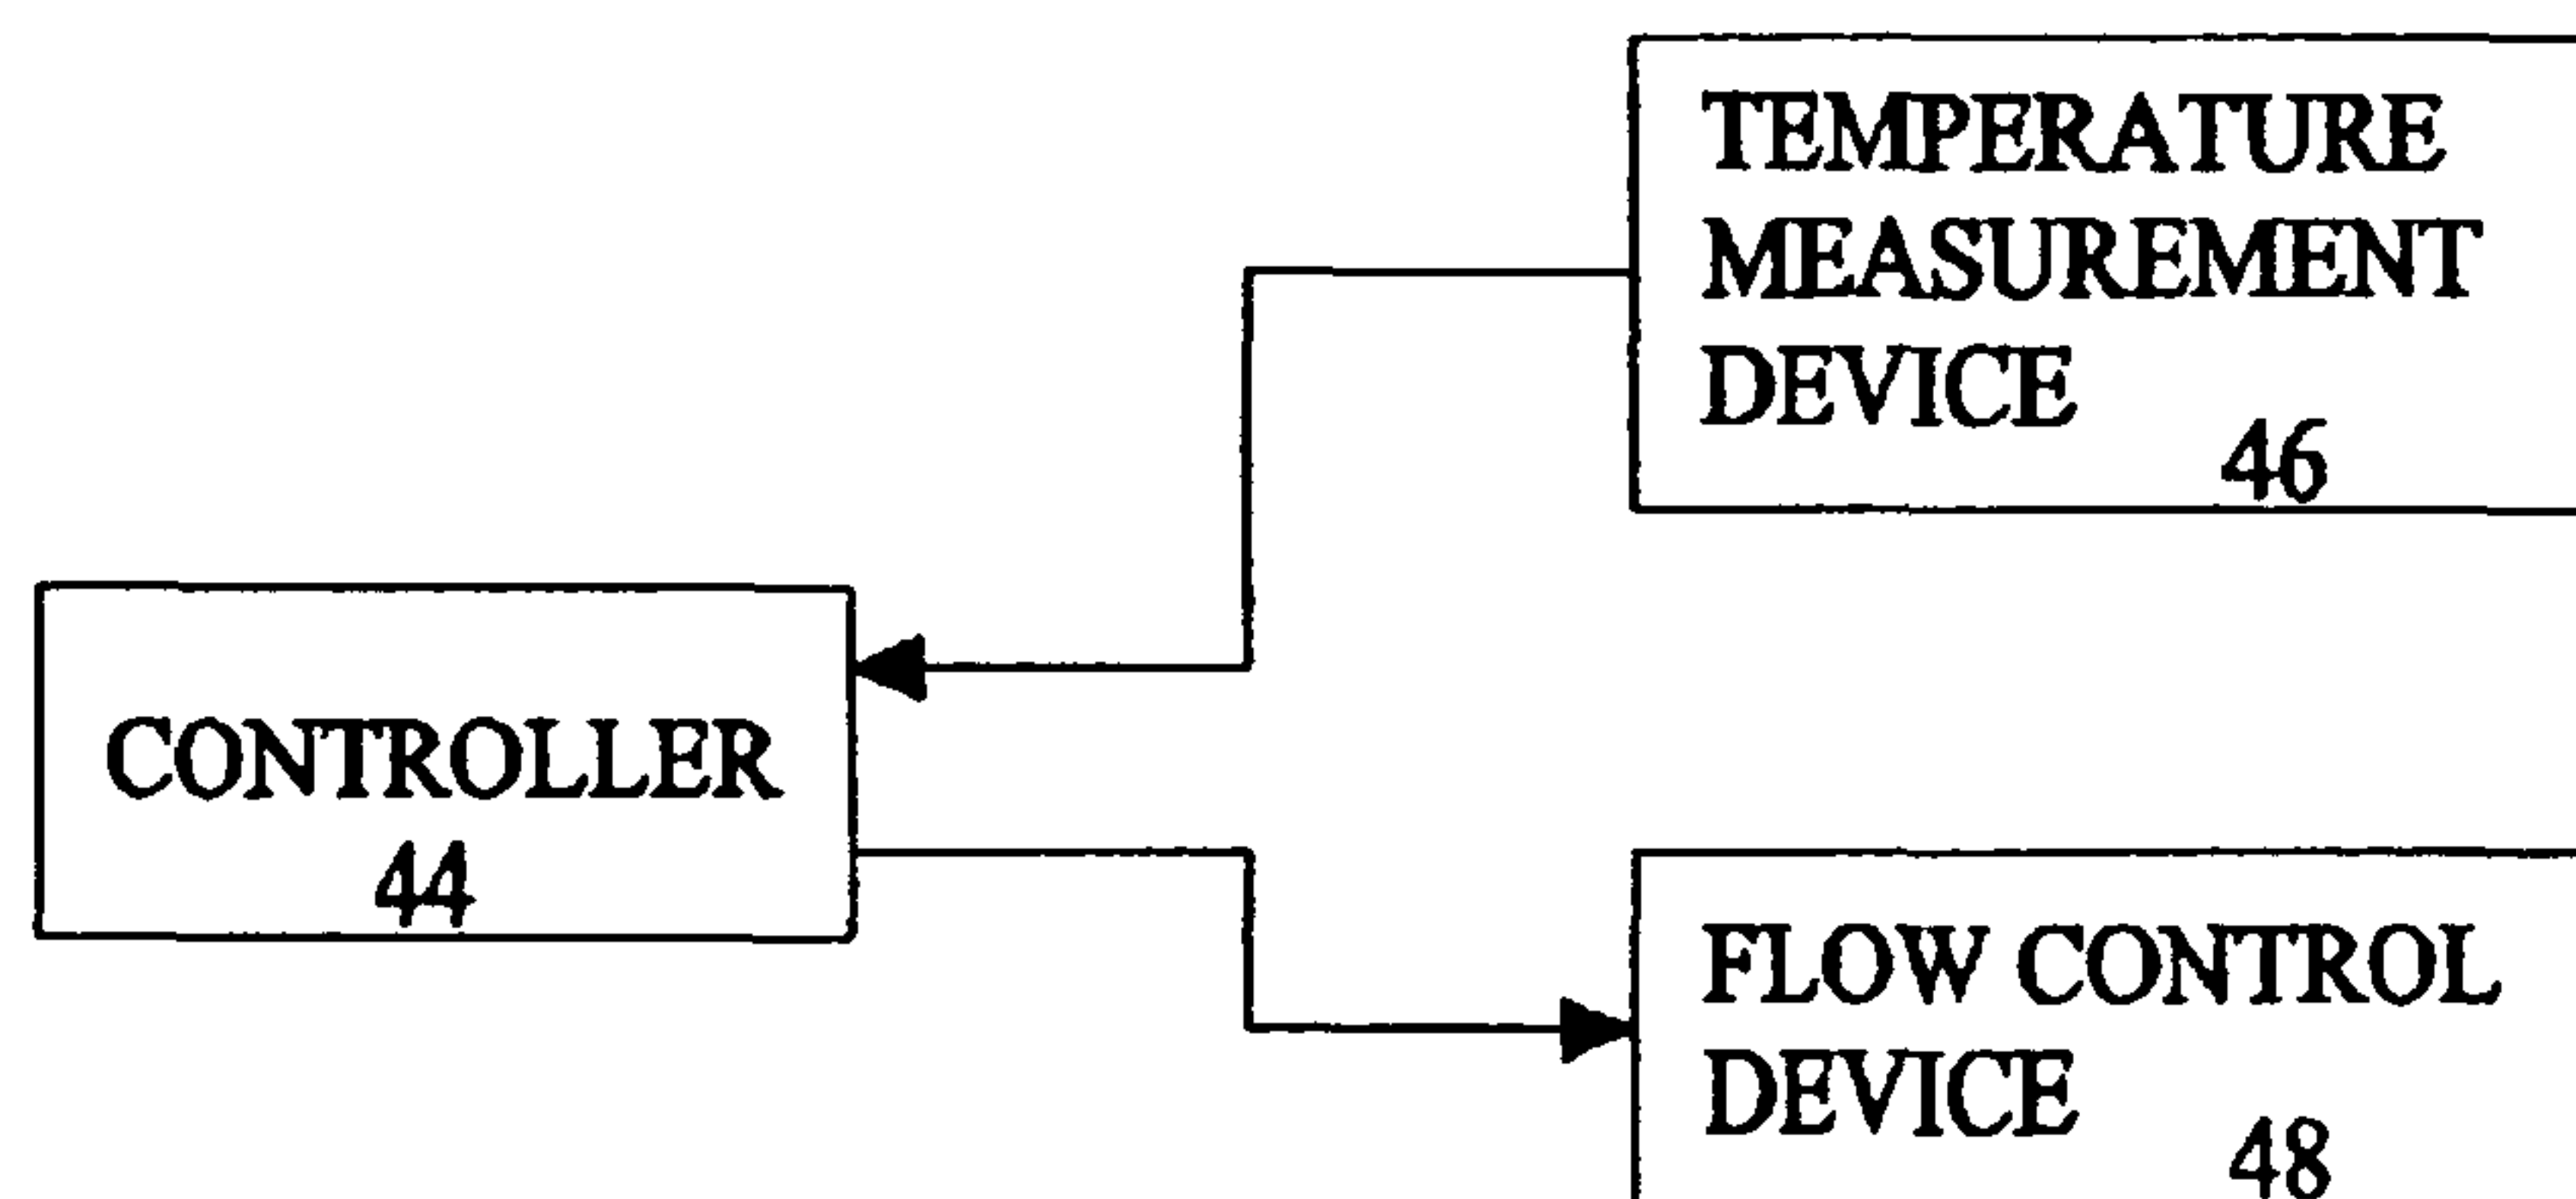 TEMPERATURE
MEASUREMENT
DEVICE
46
CONTROLLER
44
FLOW CONTROL
DEVICE
48